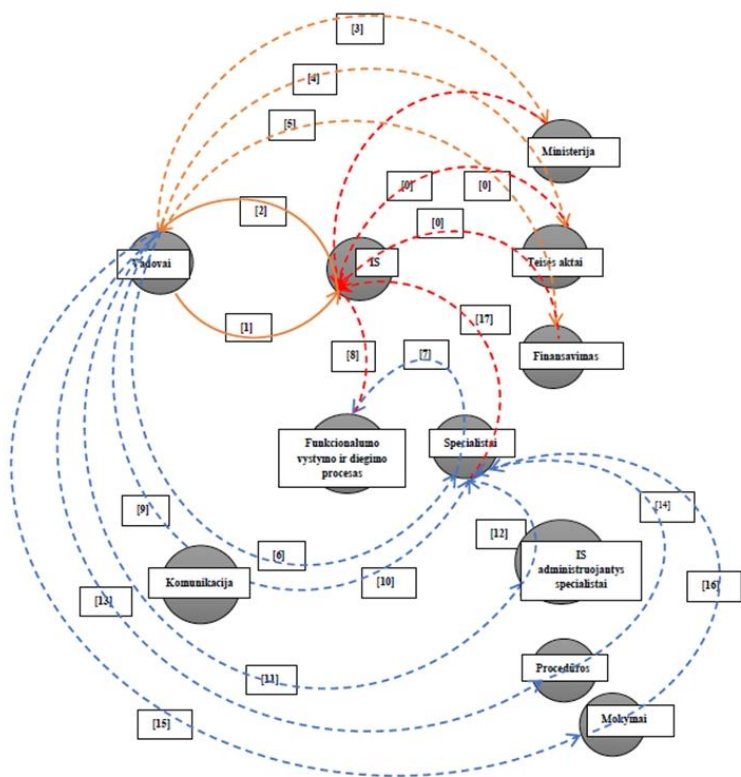 [3]
[4]
[5]
Ministerija
[0]
[0]
[2]
[0]
Vadovai
IS
Teisės aktai
[17]
[1]
[8]
[7]
Finansavimas
Funkcionalumo
vystymo ir diegimo
procesas
Specialistai
[9]
[14]
[6]
[12]
IS
administruojantys
specialistai
Komunikacija
[10]
[16]
[13]
Procedūros
[11]
[15]
Mokymai